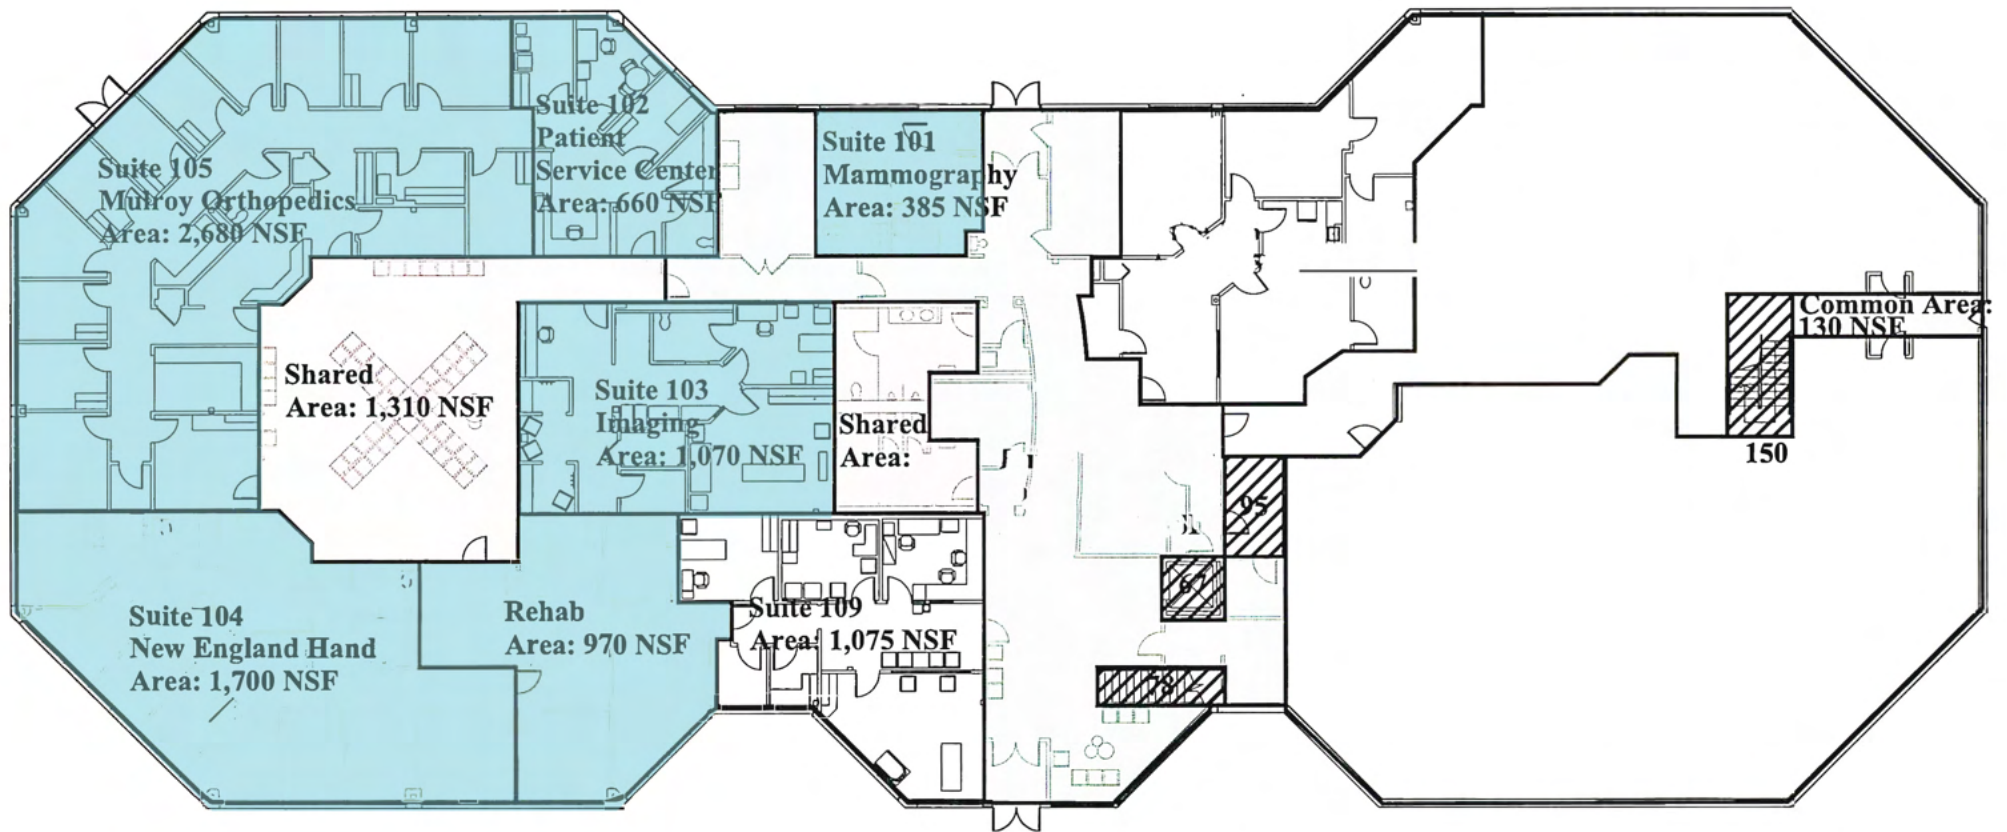 Suite 105
Mulroy Orthopedics
Area: 2,680 NSF
Suite 102
Patient
Service Center
Area: 660 NSF
Suite 101
Mammography
Area: 385 NSF
Common Area:
130 NSF
Shared
Area: 1,310 NSF
Suite 103
Imaging
Area: 1,070 NSF
Shared
Area:
150
95
67
78
Suite 104
New England Hand
Area: 1,700 NSF
Rehab
Area: 970 NSF
Suite 109
Area: 1,075 NSF